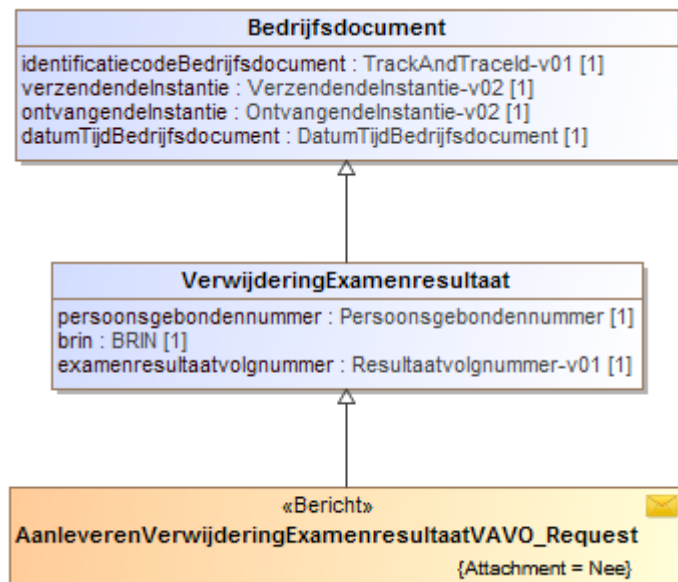 Bedrijfsdocument
identificatiecodeBedrijfsdocument : TrackAndTraceId-v01 [1]
verzendendeInstantie : VerzendendeInstantie-v02 [1]
ontvangendeInstantie : OntvangendeInstantie-v02 [1]
datumTijdBedrijfsdocument : DatumTijdBedrijfsdocument [1]
VerwijderingExamenresultaat
persoonsgebondennummer : Persoonsgebondennummer [1]
brin : BRIN [1]
examenresultaatvolgnummer : Resultaatvolgnummer-v01 [1]
«Bericht»
AanleverenVerwijderingExamenresultaatVAVO_Request
{Attachment = Nee}